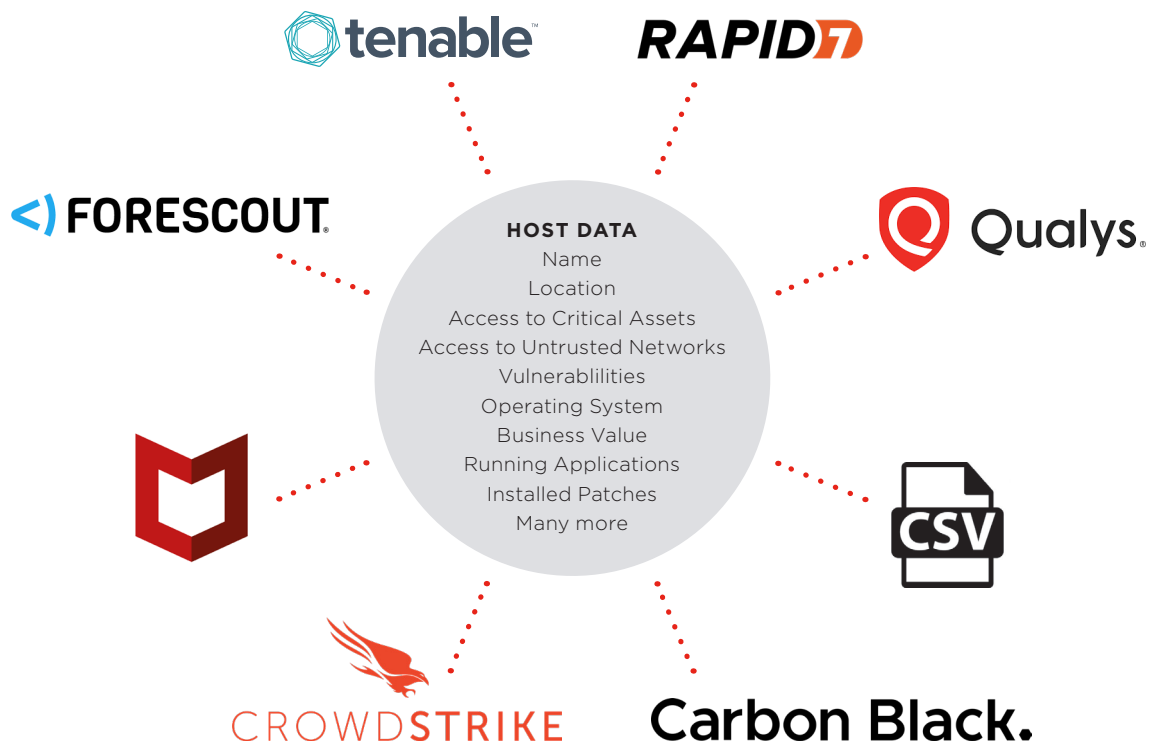 tenable™
RAPID7
FORESCOUT®
Qualys®
HOST DATA
Name
Location
Access to Critical Assets
Access to Untrusted Networks
Vulnerablilities
Operating System
Business Value
Running Applications
Installed Patches
Many more
CSV
CROWDSTRIKE
Carbon Black.